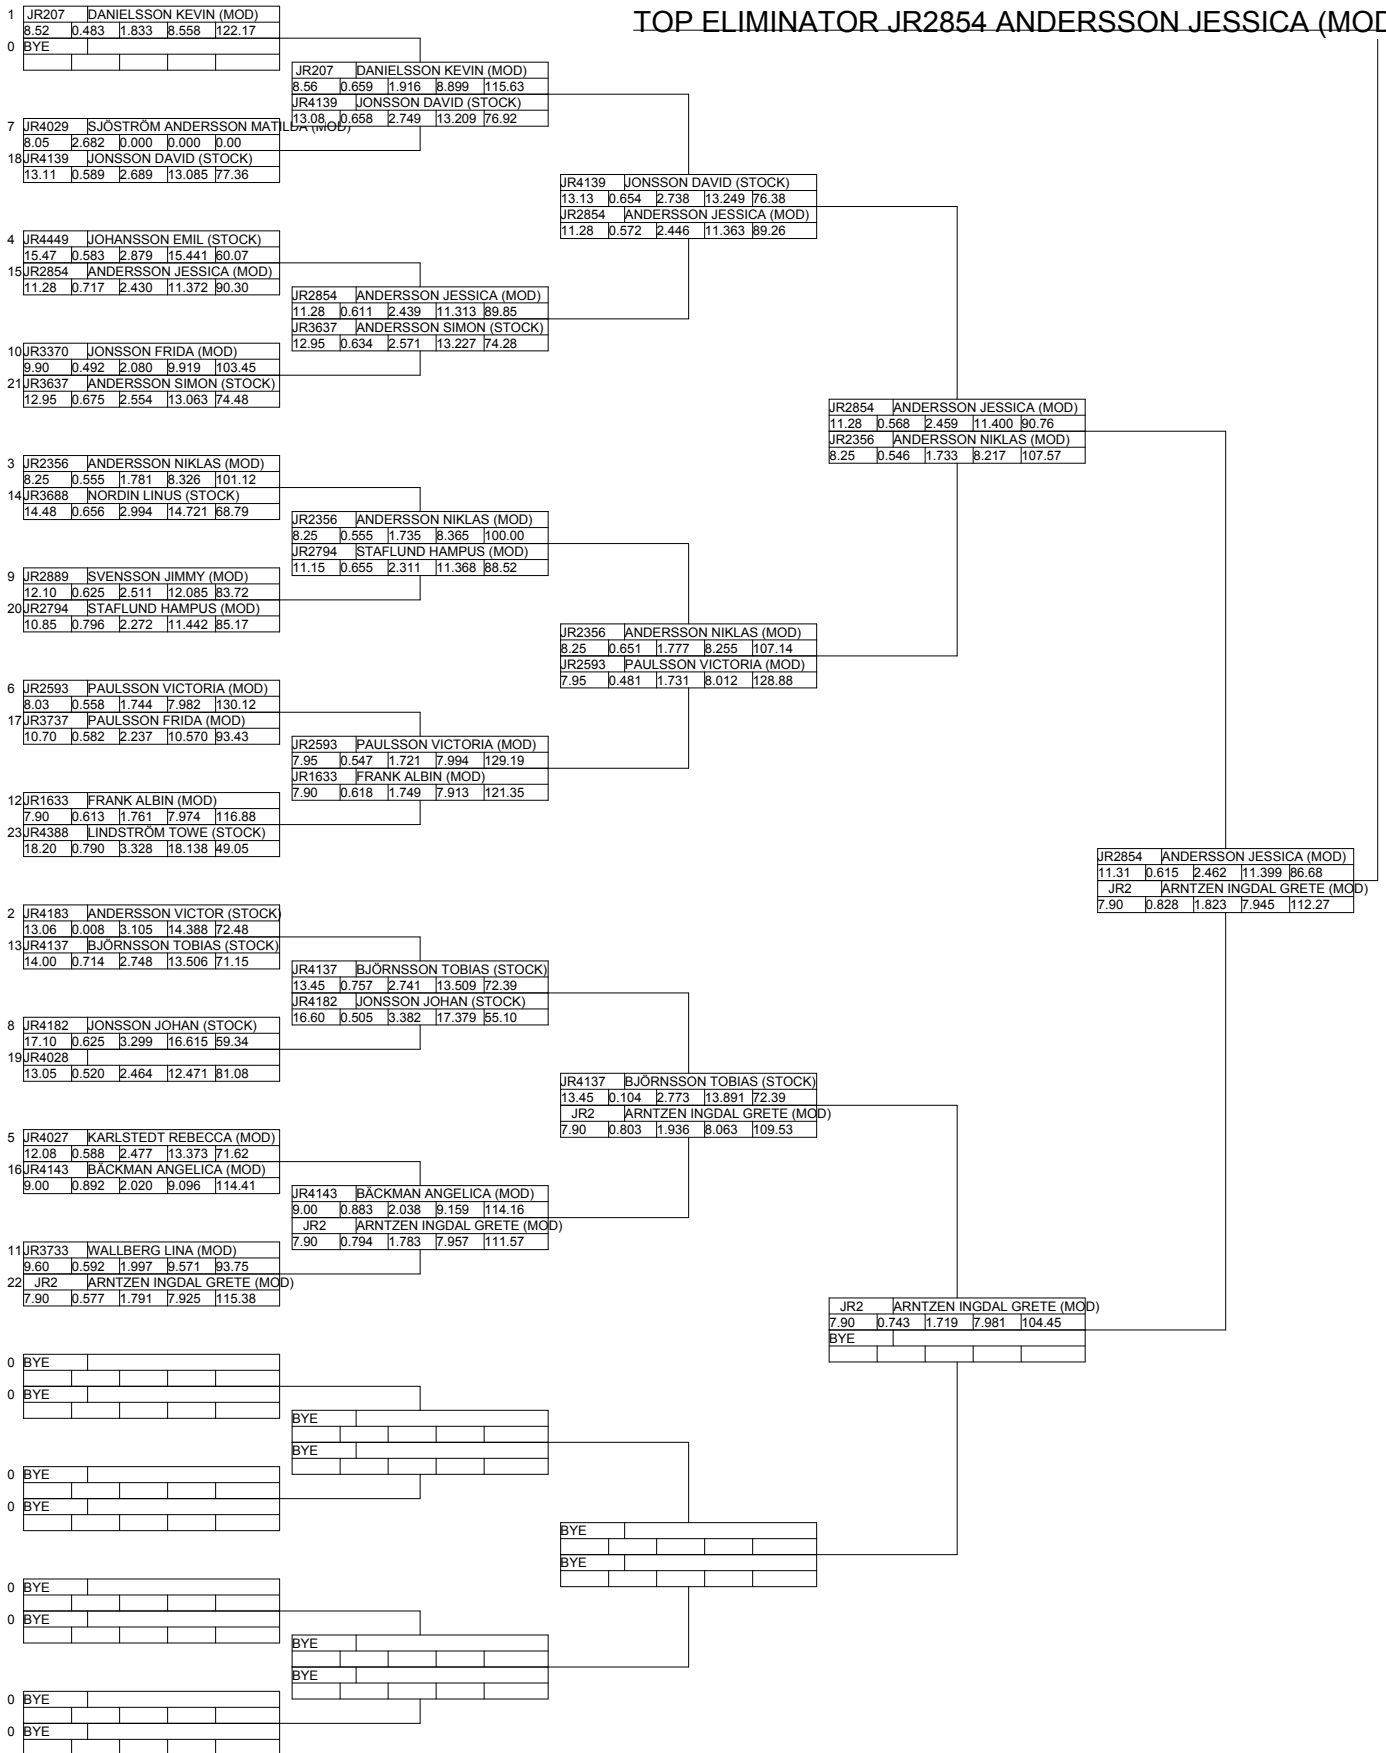 TOP ELIMINATOR JR2854 ANDERSSON JESSICA (MOD
1 JR207 DANIELSSON KEVIN (MOD)
8.52 0.483 1.833 8.558 122.17
0 BYE
7 JR4029 SJÖSTRÖM ANDERSSON MATILDA (MOD)
8.05 2.682 0.000 0.000 0.00
18 JR4139 JONSSON DAVID (STOCK)
13.11 0.589 2.689 13.085 77.36
4 JR4449 JOHANSSON EMIL (STOCK)
15.47 0.583 2.879 15.441 60.07
15 JR2854 ANDERSSON JESSICA (MOD)
11.28 0.717 2.430 11.372 90.30
10 JR3370 JONSSON FRIDA (MOD)
9.90 0.492 2.080 9.919 103.45
21 JR3637 ANDERSSON SIMON (STOCK)
12.95 0.675 2.554 13.063 74.48
3 JR2356 ANDERSSON NIKLAS (MOD)
8.25 0.555 1.781 8.326 101.12
14 JR3688 NORDIN LINUS (STOCK)
14.48 0.656 2.994 14.721 68.79
9 JR2889 SVENSSON JIMMY (MOD)
12.10 0.625 2.511 12.085 83.72
20 JR2794 STAFLUND HAMPUS (MOD)
10.85 0.796 2.272 11.442 85.17
6 JR2593 PAULSSON VICTORIA (MOD)
8.03 0.558 1.744 7.982 130.12
17 JR3737 PAULSSON FRIDA (MOD)
10.70 0.582 2.237 10.570 93.43
12 JR1633 FRANK ALBIN (MOD)
7.90 0.613 1.761 7.974 116.88
23 JR4388 LINDSTRÖM TOWE (STOCK)
18.20 0.790 3.328 18.138 49.05
2 JR4183 ANDERSSON VICTOR (STOCK)
13.06 0.008 3.105 14.388 72.48
13 JR4137 BJÖRNSSON TOBIAS (STOCK)
14.00 0.714 2.748 13.506 71.15
8 JR4182 JONSSON JOHAN (STOCK)
17.10 0.625 3.299 16.615 59.34
19 JR4028
13.05 0.520 2.464 12.471 81.08
5 JR4027 KARLSTEDT REBECCA (MOD)
12.08 0.588 2.477 13.373 71.62
16 JR4143 BÄCKMAN ANGELICA (MOD)
9.00 0.892 2.020 9.096 114.41
11 JR3733 WALLBERG LINA (MOD)
9.60 0.592 1.997 9.571 93.75
22 JR2 ARNTZEN INGDAL GRETE (MOD)
7.90 0.577 1.791 7.925 115.38
0 BYE
0 BYE
0 BYE
0 BYE
0 BYE
0 BYE
0 BYE
0 BYE
JR207 DANIELSSON KEVIN (MOD)
8.56 0.659 1.916 8.899 115.63
JR4139 JONSSON DAVID (STOCK)
13.08 0.658 2.749 13.209 76.92
JR2854 ANDERSSON JESSICA (MOD)
11.28 0.611 2.439 11.313 89.85
JR3637 ANDERSSON SIMON (STOCK)
12.95 0.634 2.571 13.227 74.28
JR2356 ANDERSSON NIKLAS (MOD)
8.25 0.555 1.735 8.365 100.00
JR2794 STAFLUND HAMPUS (MOD)
11.15 0.655 2.311 11.368 88.52
JR2593 PAULSSON VICTORIA (MOD)
7.95 0.547 1.721 7.994 129.19
JR1633 FRANK ALBIN (MOD)
7.90 0.618 1.749 7.913 121.35
JR4137 BJÖRNSSON TOBIAS (STOCK)
13.45 0.757 2.741 13.509 72.39
JR4182 JONSSON JOHAN (STOCK)
16.60 0.505 3.382 17.379 55.10
JR4143 BÄCKMAN ANGELICA (MOD)
9.00 0.883 2.038 9.159 114.16
JR2 ARNTZEN INGDAL GRETE (MOD)
7.90 0.794 1.783 7.957 111.57
BYE
BYE
BYE
BYE
JR4139 JONSSON DAVID (STOCK)
13.13 0.654 2.738 13.249 76.38
JR2854 ANDERSSON JESSICA (MOD)
11.28 0.572 2.446 11.363 89.26
JR2356 ANDERSSON NIKLAS (MOD)
8.25 0.651 1.777 8.255 107.14
JR2593 PAULSSON VICTORIA (MOD)
7.95 0.481 1.731 8.012 128.88
JR4137 BJÖRNSSON TOBIAS (STOCK)
13.45 0.104 2.773 13.891 72.39
JR2 ARNTZEN INGDAL GRETE (MOD)
7.90 0.803 1.936 8.063 109.53
BYE
BYE
JR2854 ANDERSSON JESSICA (MOD)
11.28 0.568 2.459 11.400 90.76
JR2356 ANDERSSON NIKLAS (MOD)
8.25 0.546 1.733 8.217 107.57
JR2 ARNTZEN INGDAL GRETE (MOD)
7.90 0.743 1.719 7.981 104.45
BYE
JR2854 ANDERSSON JESSICA (MOD)
11.31 0.615 2.462 11.399 86.68
JR2 ARNTZEN INGDAL GRETE (MOD)
7.90 0.828 1.823 7.945 112.27